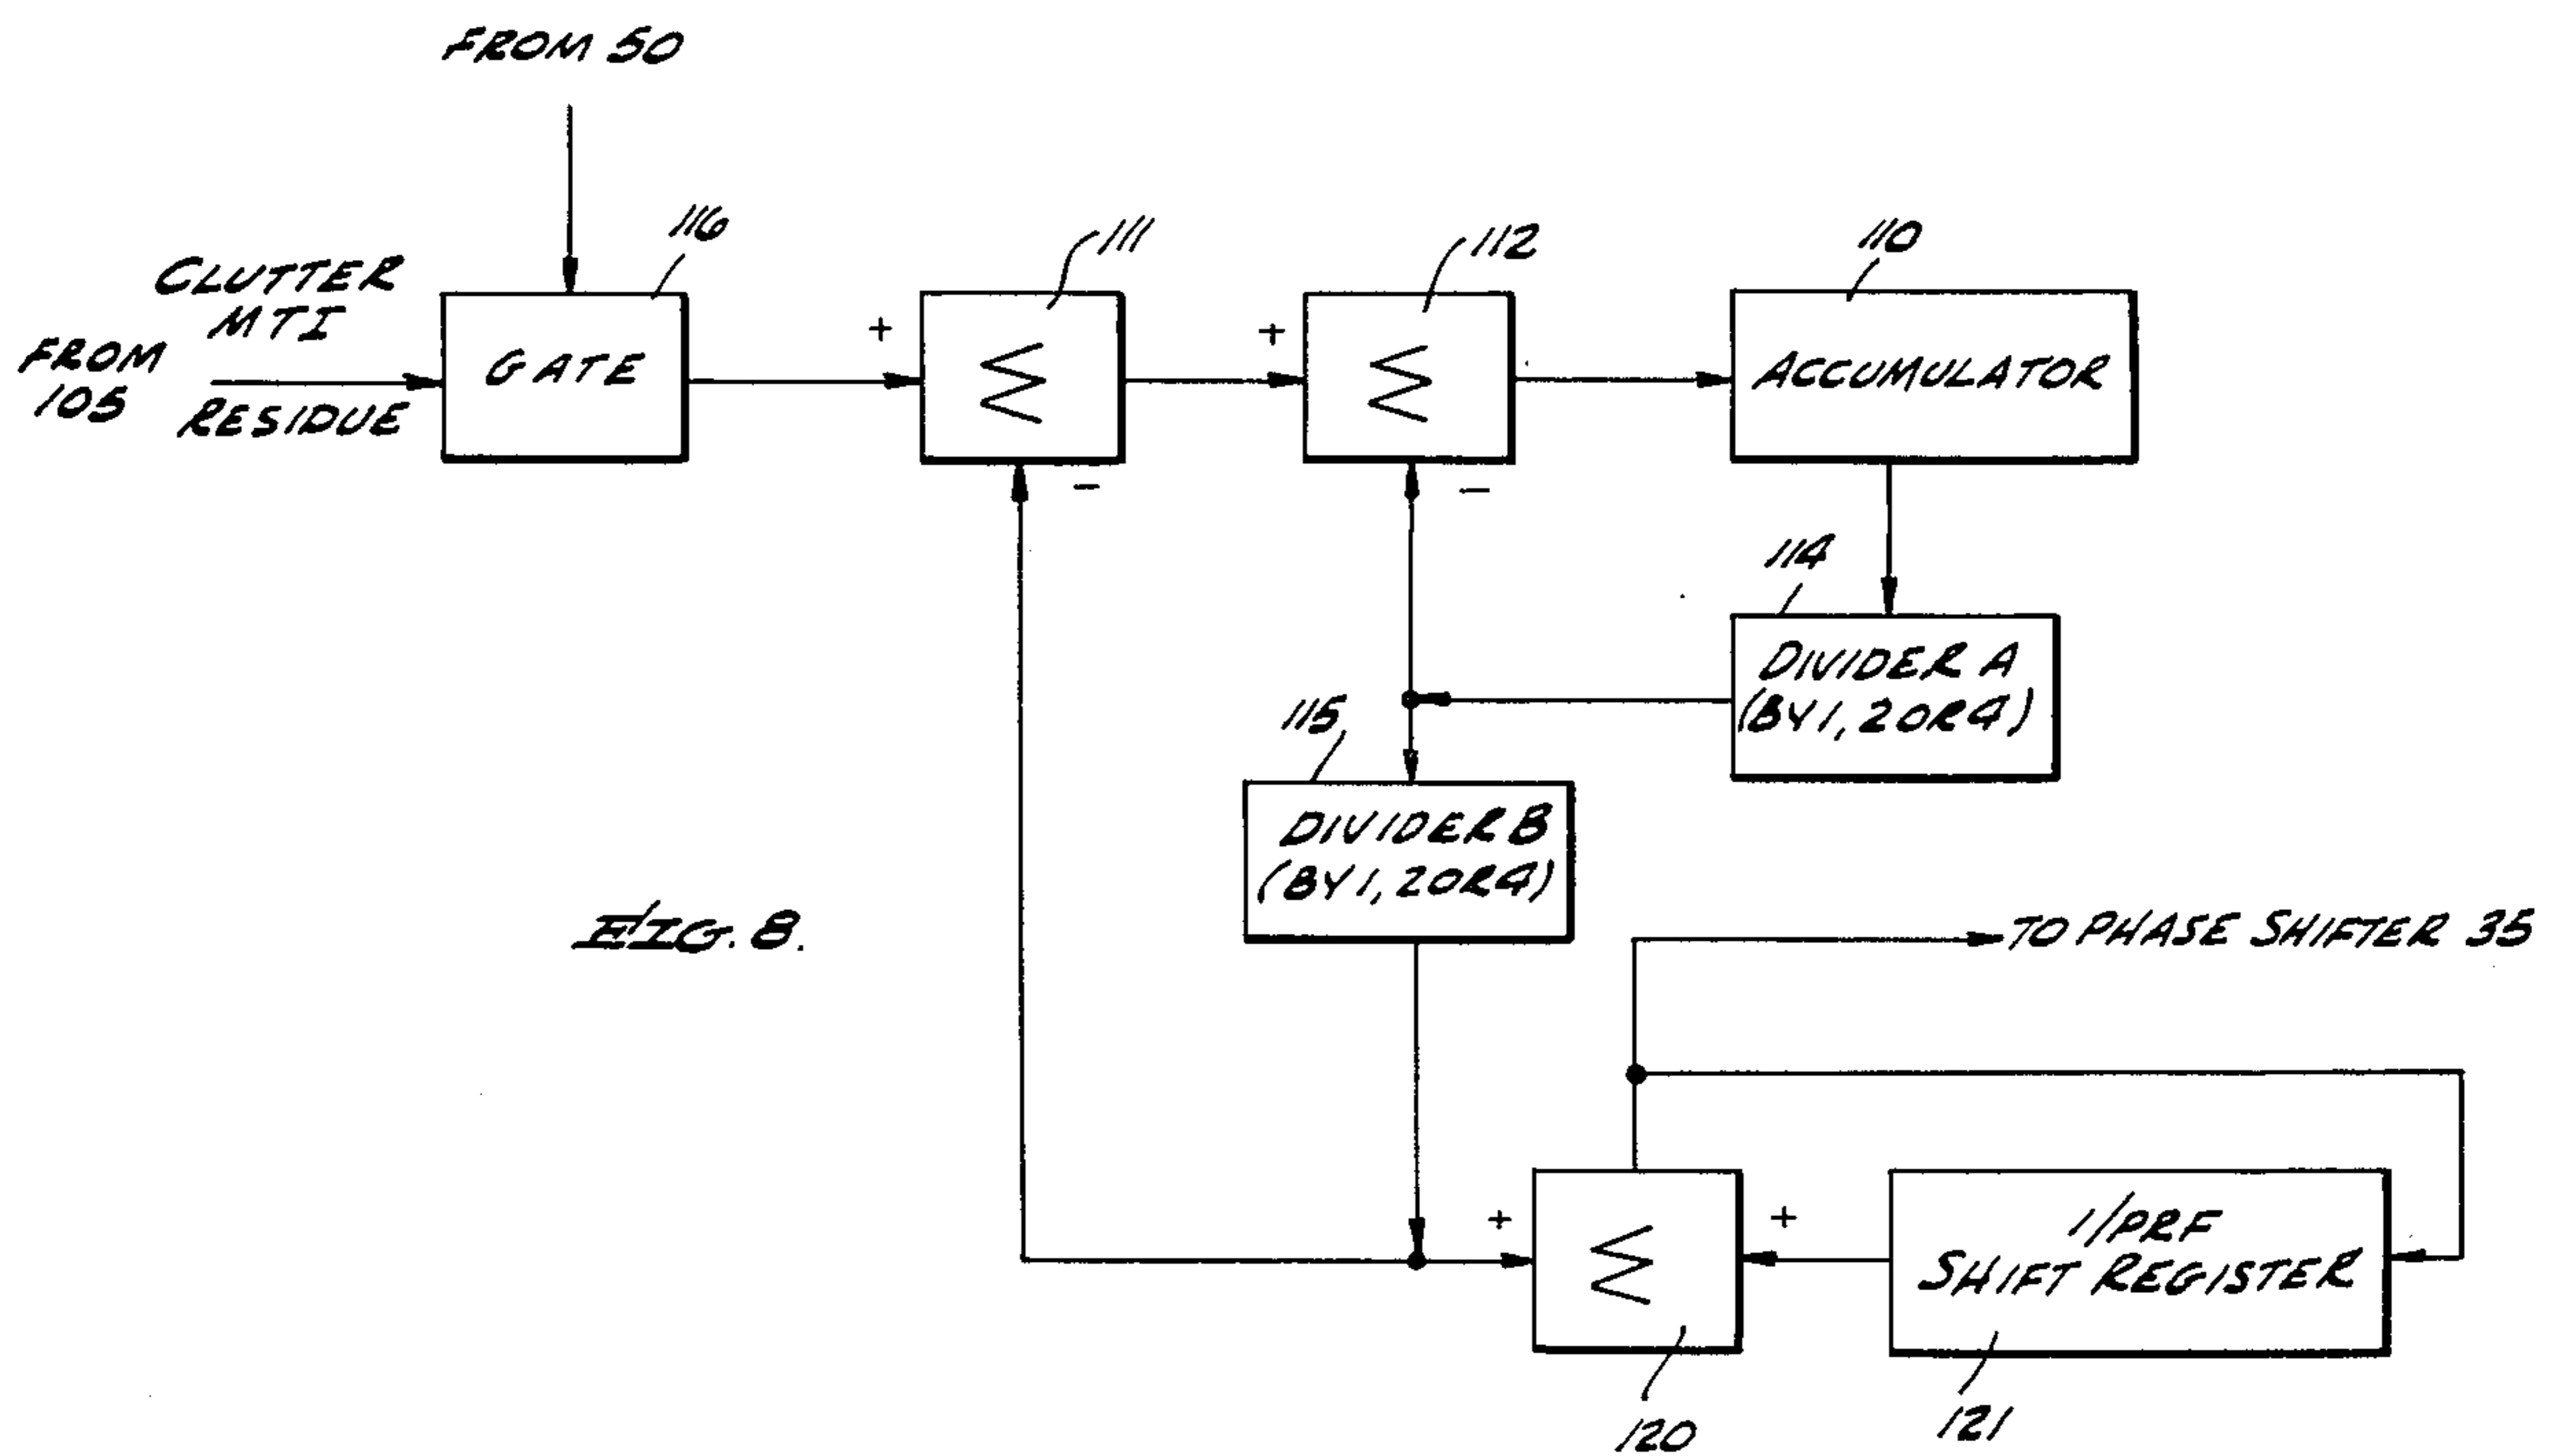 FROM 50
116
111
112
110
CLUTTER
MTI
FROM
105
RESIDUE
GATE
+
Σ
-
+
Σ
-
ACCUMULATOR
114
DIVIDER A
(BY 1, 2 OR 4)
115
DIVIDER B
(BY 1, 2 OR 4)
FIG. 8.
TO PHASE SHIFTER 35
+
Σ
+
1/PRF
SHIFT REGISTER
120
121